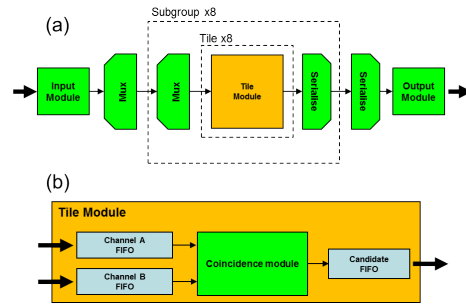 (a)
Subgroup x8
Tile x8
Input
Module
Mux
Mux
Tile
Module
Serialise
Serialise
Output
Module
(b)
Tile Module
Channel A
FIFO
Channel B
FIFO
Coincidence module
Candidate
FIFO